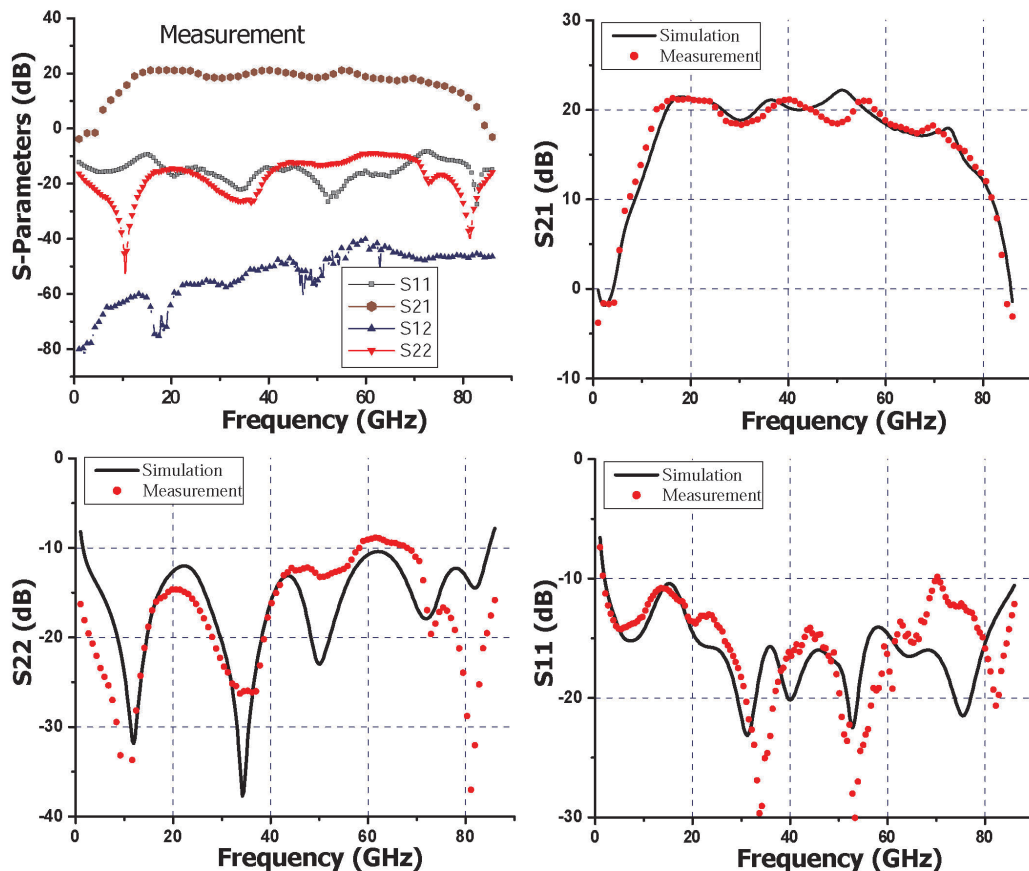 Measurement
S-Parameters (dB)
40
20
0
-20
-40
-60
-80
S11
S21
S12
S22
0
20
40
60
80
Frequency (GHz)
Simulation
Measurement
S21 (dB)
30
20
10
0
-10
0
20
40
60
80
Frequency (GHz)
Simulation
Measurement
S22 (dB)
0
-10
-20
-30
-40
0
20
40
60
80
Frequency (GHz)
Simulation
Measurement
S11 (dB)
0
-10
-20
-30
0
20
40
60
80
Frequency (GHz)